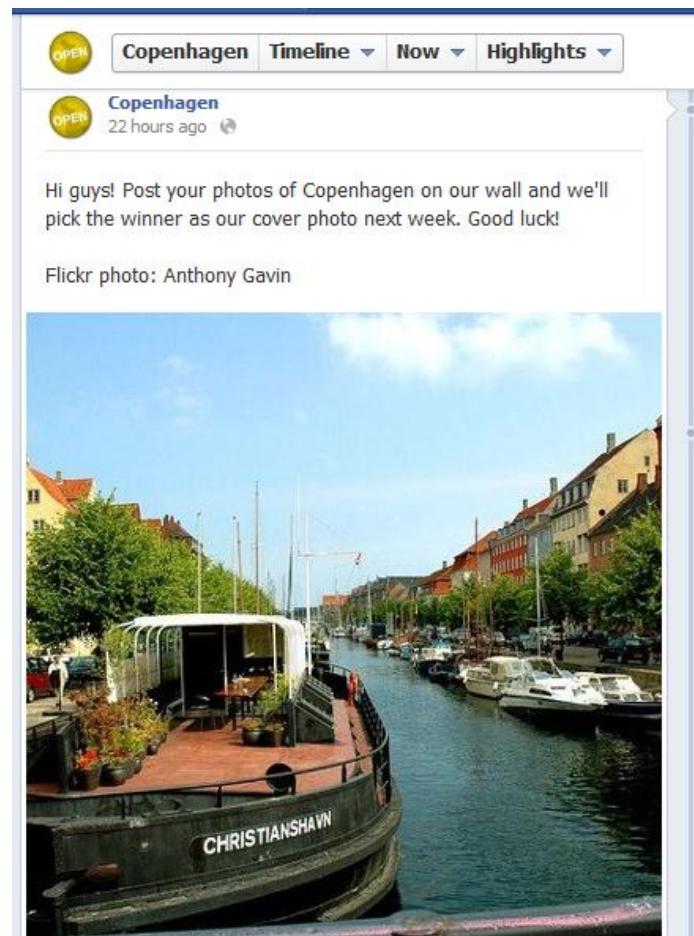 OPEN Copenhagen Timeline Now Highlights
OPEN Copenhagen
22 hours ago
Hi guys! Post your photos of Copenhagen on our wall and we'll
pick the winner as our cover photo next week. Good luck!
Flickr photo: Anthony Gavin
CHRISTIANSHAVN